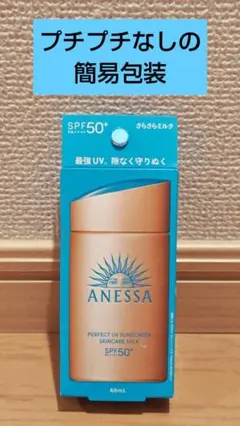 プチプチなしの
簡易包装
SPF50+
PA++++
さらさらミルク
最強UV。隙なく守りぬく
ANESSA
PERFECT UV SUNSCREEN
SKINCARE MILK
SPF50+
PA++++
60mL